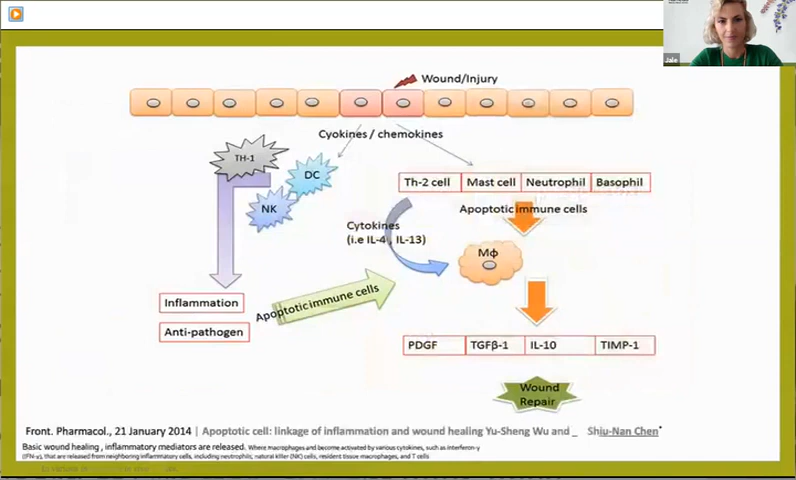 Jale
Wound/Injury
Cyokines / chemokines
TH-1
DC
NK
Th-2 cell
Mast cell
Neutrophil
Basophil
Apoptotic immune cells
Cytokines
(i.e IL-4 , IL-13)
Mϕ
Inflammation
Anti-pathogen
Apoptotic immune cells
PDGF
TGFβ-1
IL-10
TIMP-1
Wound
Repair
Front. Pharmacol., 21 January 2014 | Apoptotic cell: linkage of inflammation and wound healing Yu-Sheng Wu and _ Shiu-Nan Chen*
Basic wound healing , inflammatory mediators are released. Where macrophages and become activated by various cytokines, such as interferon-γ
(IFN-γ), that are released from neighboring inflammatory cells, including neutrophils, natural killer (NK) cells, resident tissue macrophages, and T cells